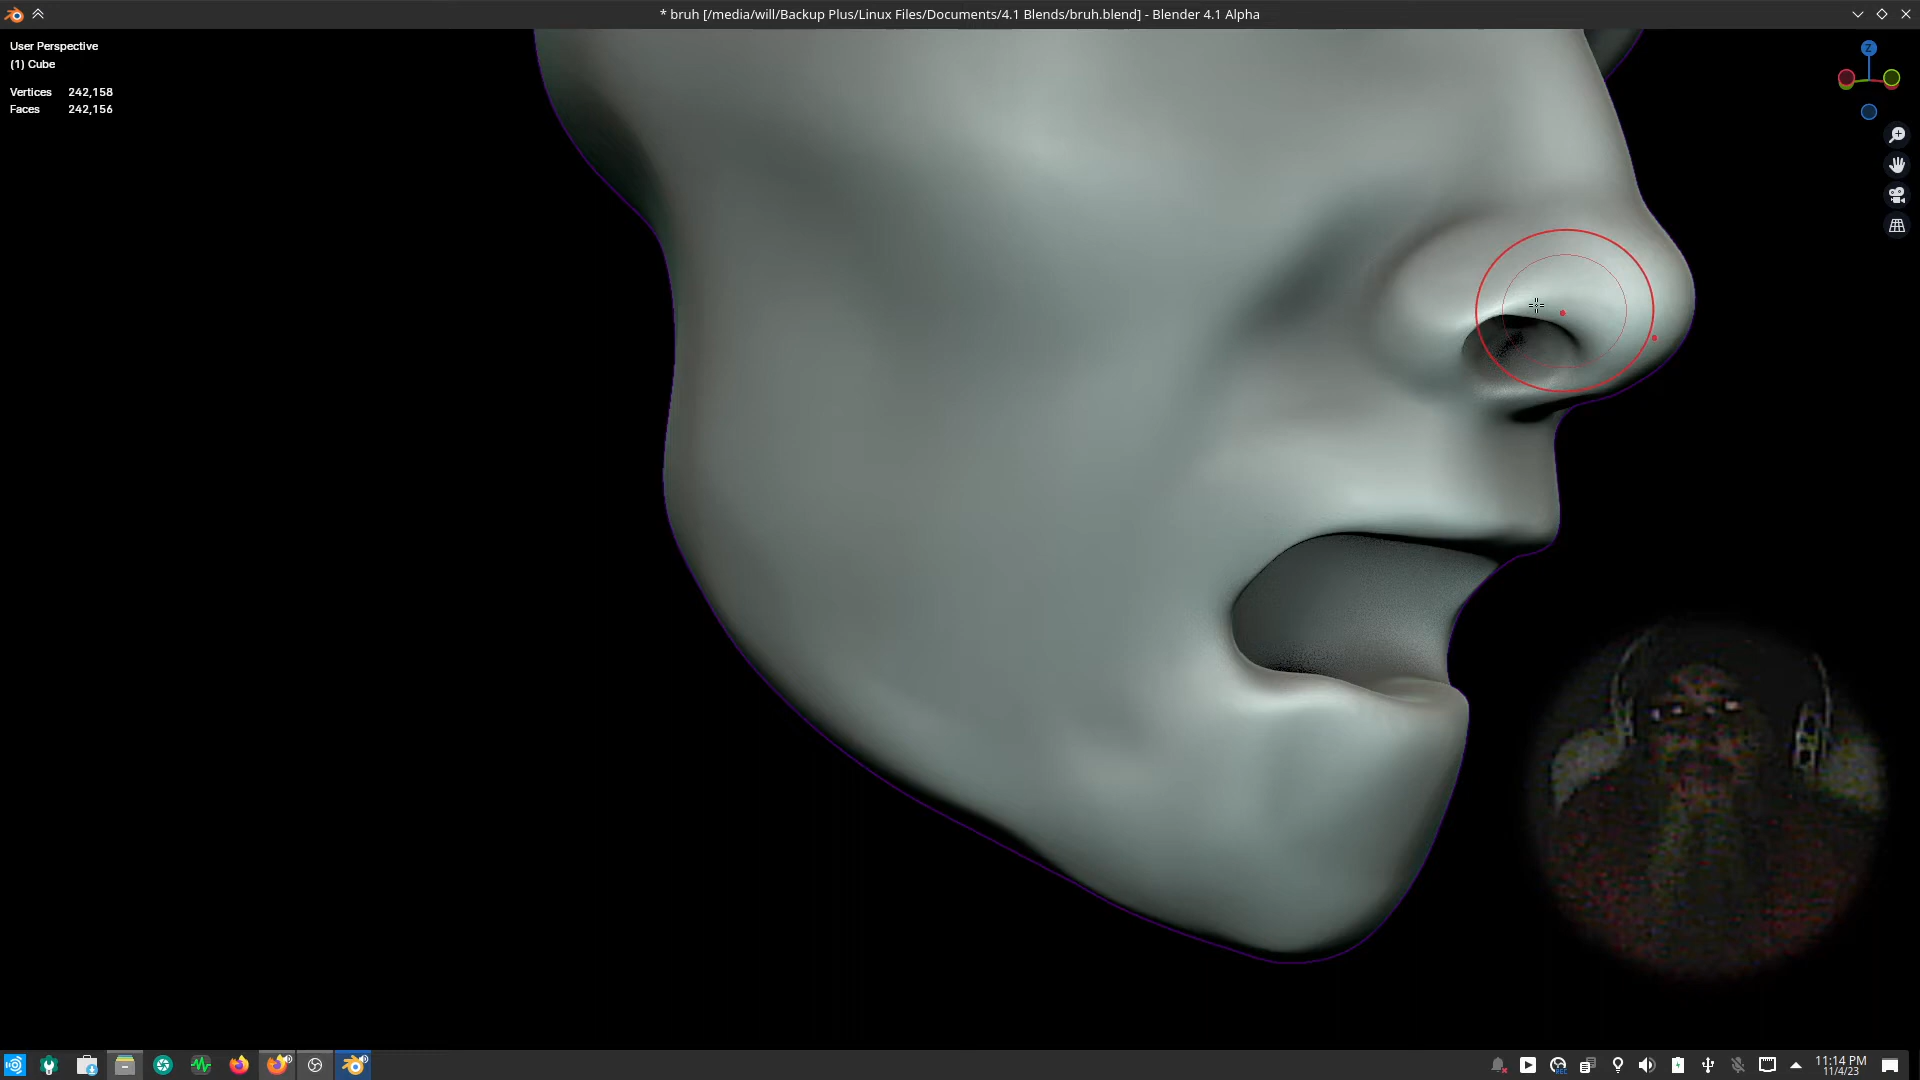 * bruh [/media/will/Backup Plus/Linux Files/Documents/4.1 Blends/bruh.blend] - Blender 4.1 Alpha
User Perspective
(1) Cube
Vertices 242,158
Faces 242,156
Z
REC
11:14 PM
11/4/23